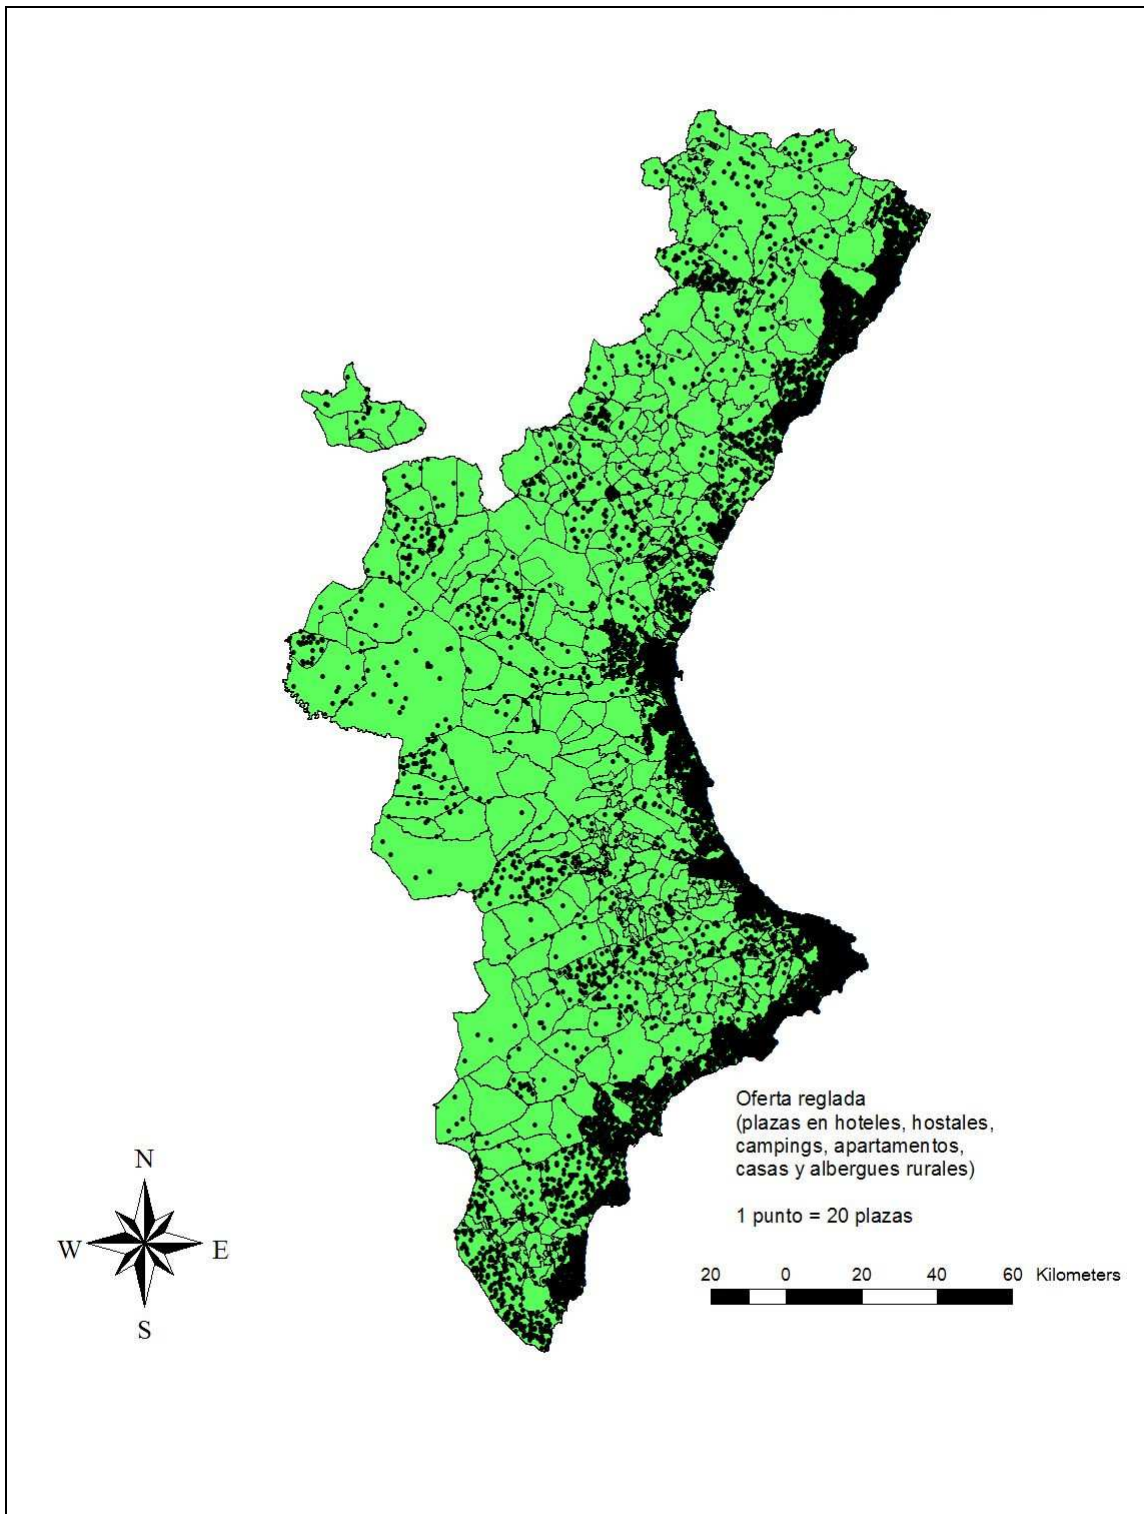 Oferta reglada
(plazas en hoteles, hostales,
campings, apartamentos,
casas y albergues rurales)
1 punto = 20 plazas
N
W E
S
20 0 20 40 60 Kilometers